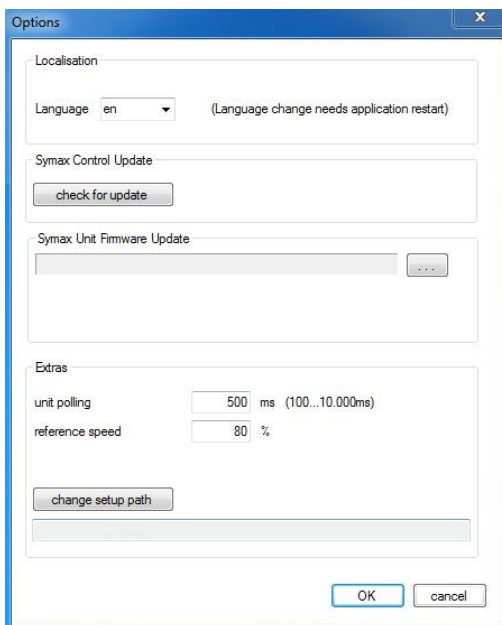 Options
x
Localisation
Language en (Language change needs application restart)
Symax Control Update
check for update
Symax Unit Firmware Update
...
Extras
unit polling 500 ms (100...10.000ms)
reference speed 80 %
change setup path
OK cancel